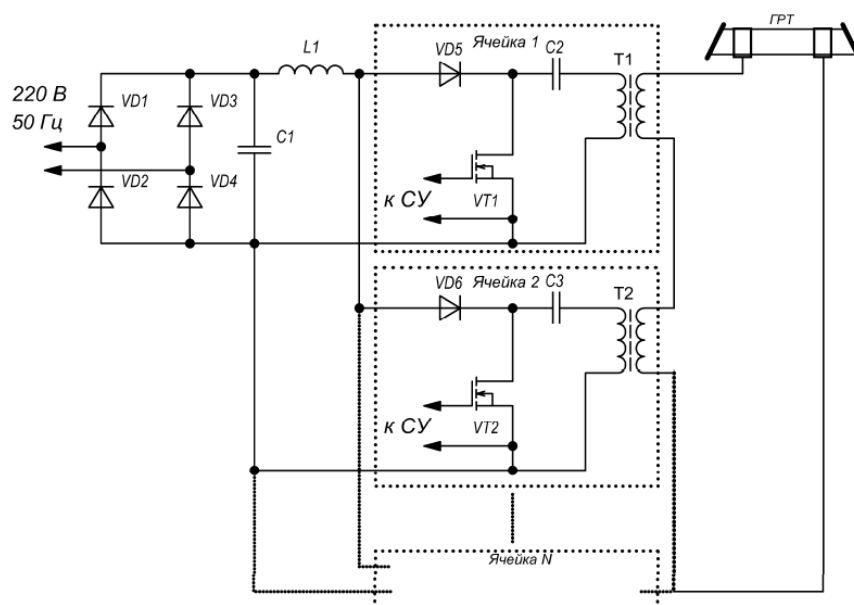 ГРТ
L1
Ячейка 1
VD5
C2
T1
220 В
50 Гц
VD1
VD3
C1
VD2
VD4
к СУ
VT1
VD6
Ячейка 2
C3
T2
к СУ
VT2
Ячейка N